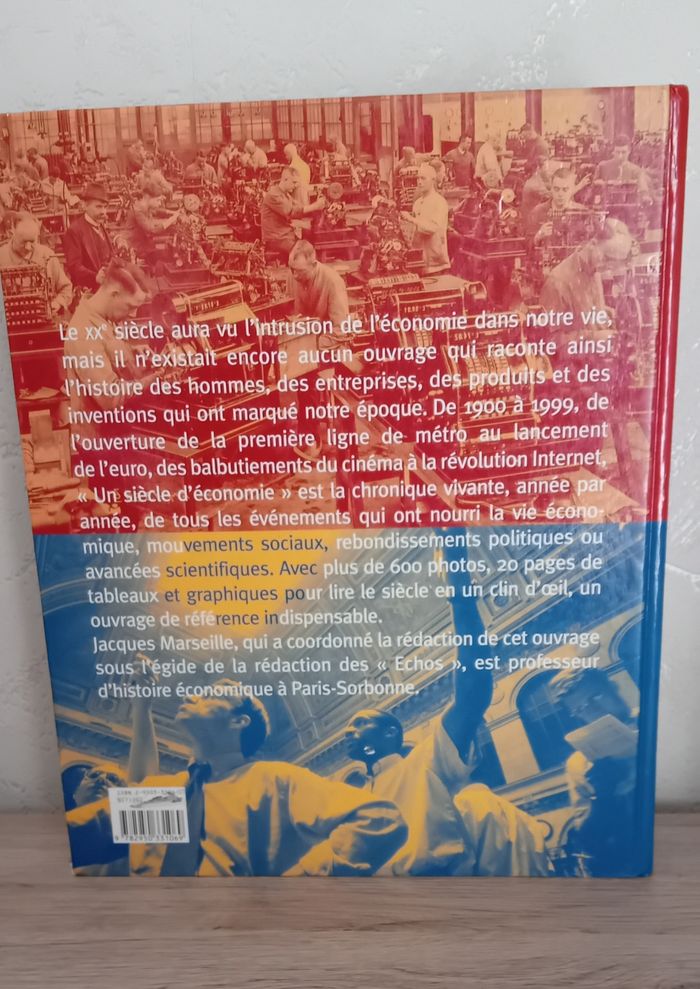 Le XXe siècle aura vu l'intrusion de l'économie dans notre vie,
mais il n'existait encore aucun ouvrage qui raconte ainsi
l'histoire des hommes, des entreprises, des produits et des
inventions qui ont marqué notre époque. De 1900 à 1999, de
l'ouverture de la première ligne de métro au lancement
de l'euro, des balbutiements du cinéma à la révolution Internet,
« Un siècle d'économie » est la chronique vivante, année par
année, de tous les événements qui ont nourri la vie écono-
mique, mouvements sociaux, rebondissements politiques ou
avancées scientifiques. Avec plus de 600 photos, 20 pages de
tableaux et graphiques pour lire le siècle en un clin d'œil, un
ouvrage de référence indispensable.
Jacques Marseille, qui a coordonné la rédaction de cet ouvrage
sous l'égide de la rédaction des « Echos », est professeur
d'histoire économique à Paris-Sorbonne.
ISBN
9 782950 331069